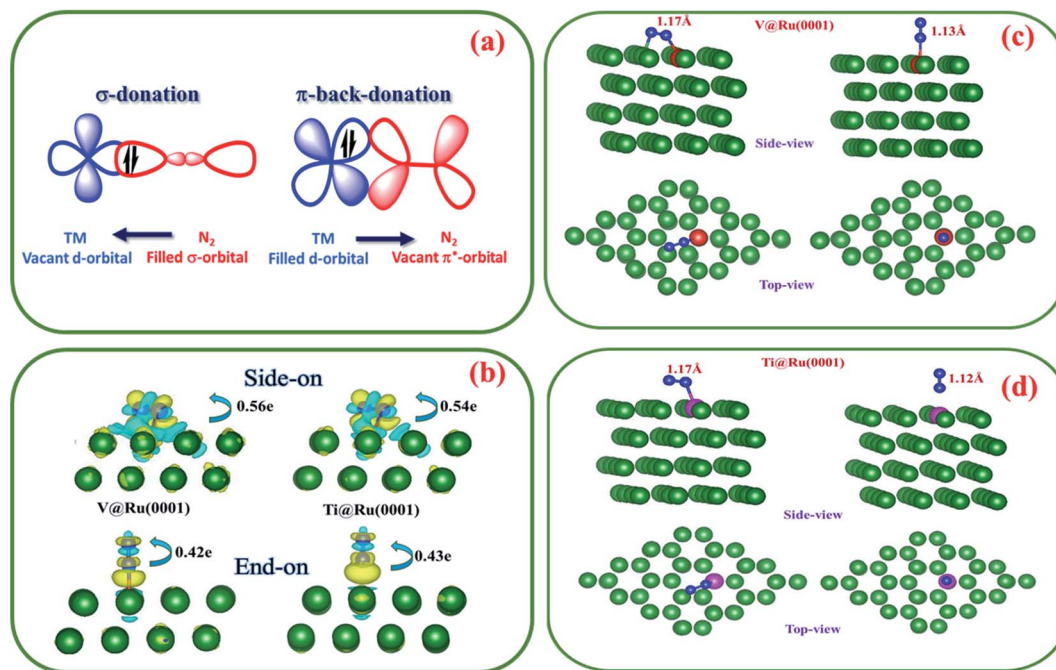 (a)
σ-donation
π-back-donation
TM
Vacant d-orbital
N₂
Filled σ-orbital
TM
Filled d-orbital
N₂
Vacant π*-orbital
(b)
Side-on
0.56e
0.54e
V@Ru(0001)
Ti@Ru(0001)
End-on
0.42e
0.43e
(c)
V@Ru(0001)
1.17Å
1.13Å
Side-view
Top-view
(d)
Ti@Ru(0001)
1.17Å
1.12Å
Side-view
Top-view